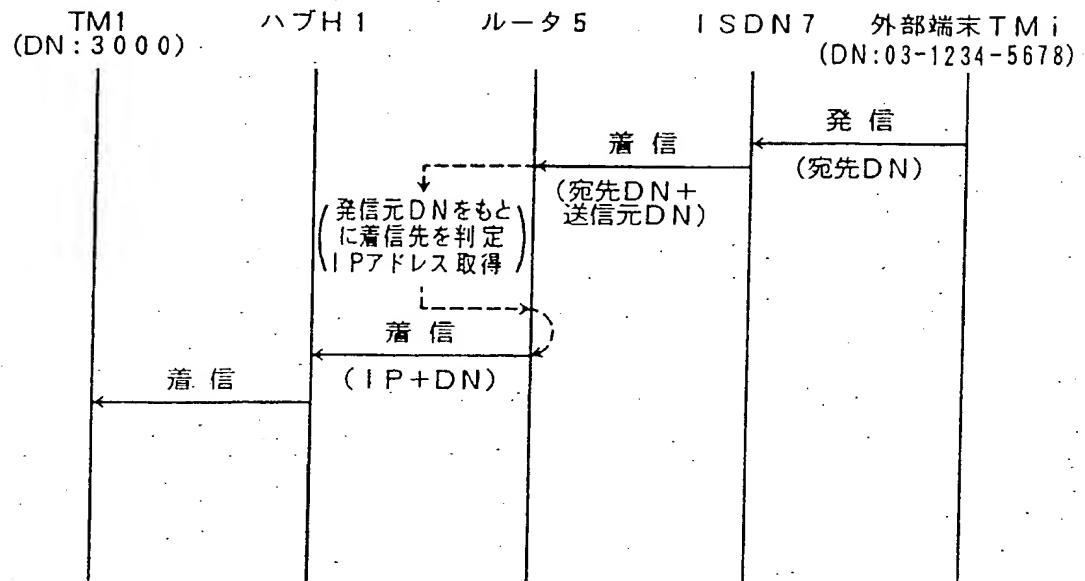 TM1 ハブH1 ルータ5 ISDN7 外部端末TMi
(DN:3000) (DN:03-1234-5678)
発信
着信
(宛先DN)
(宛先DN+
送信元DN)
(発信元DNをもと
に着信先を判定
IPアドレス取得)
着信
(IP+DN)
着信